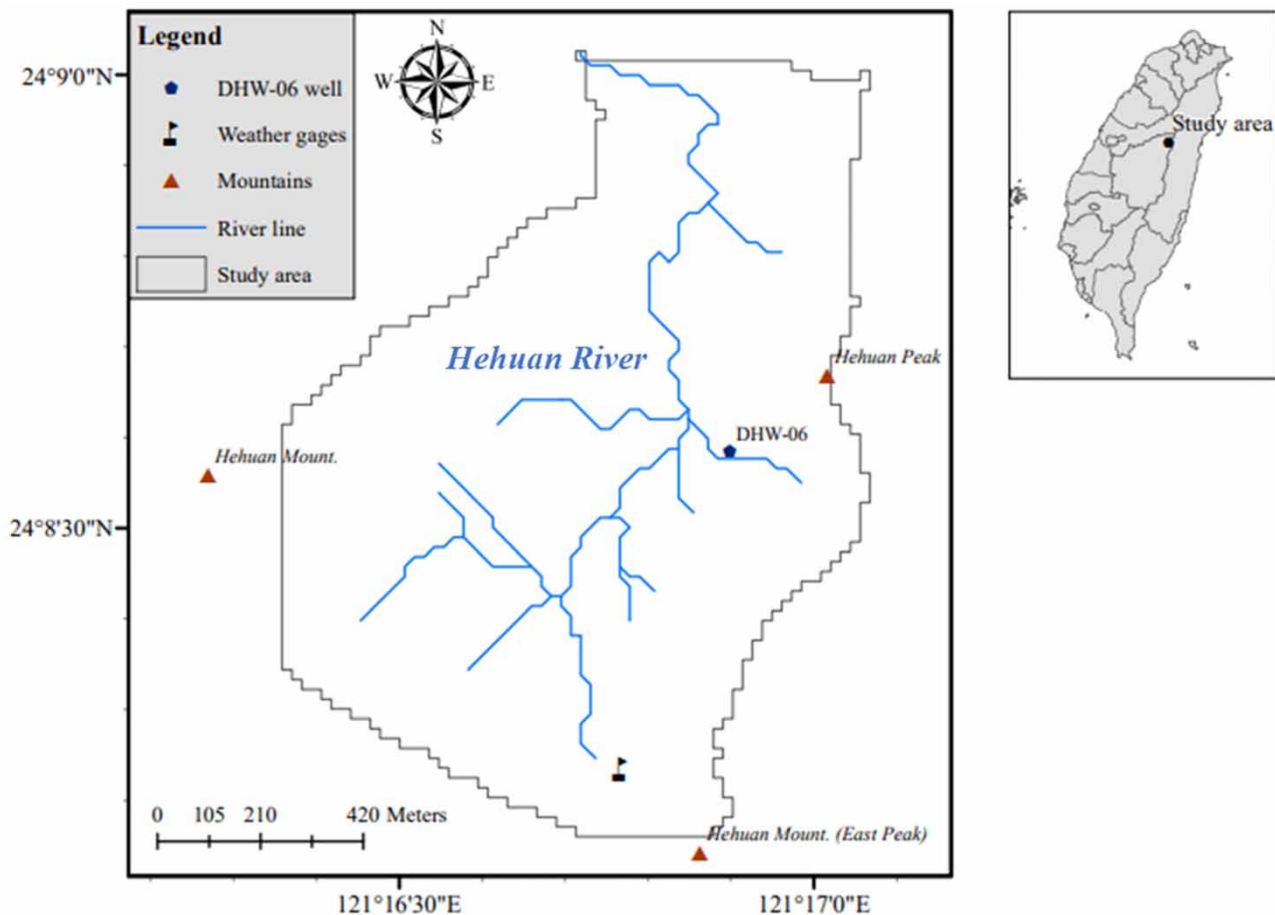 Legend
DHW-06 well
Weather gages
Mountains
River line
Study area
N
W E
S
24°9'0"N
24°8'30"N
Hehuan River
Hehuan Peak
DHW-06
Hehuan Mount.
Hehuan Mount. (East Peak)
0 105 210 420 Meters
121°16'30"E
121°17'0"E
Study area